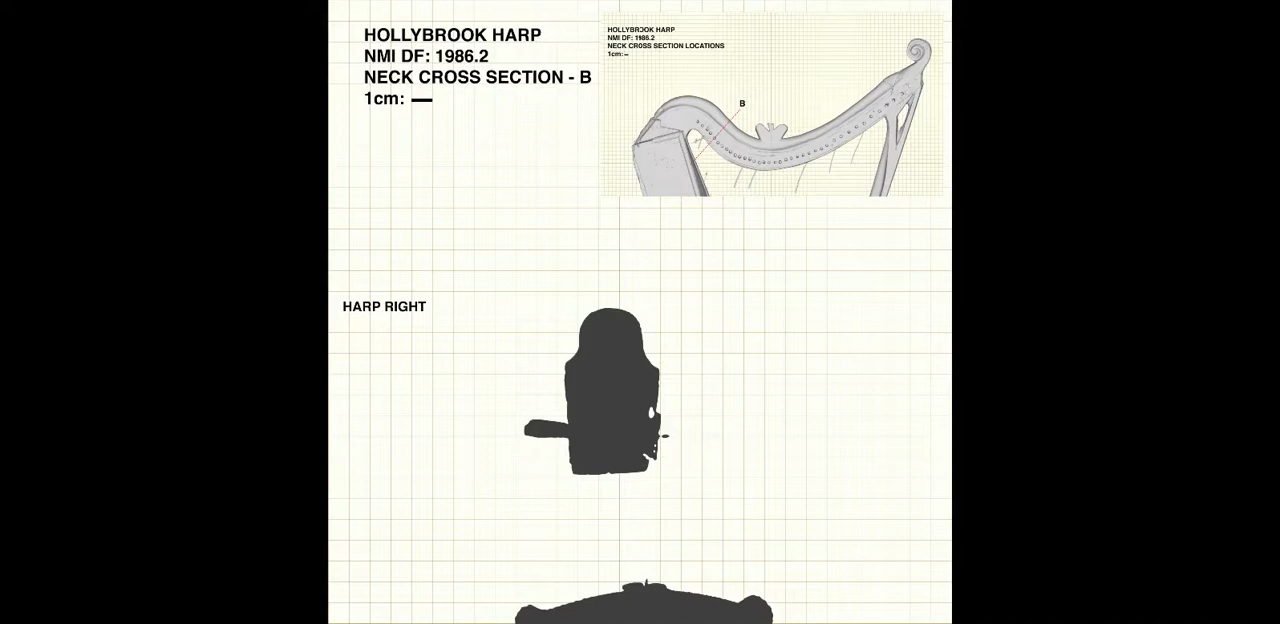 HOLLYBROOK HARP
NMI DF: 1986.2
NECK CROSS SECTION - B
1cm:
HOLLYBROOK HARP
NMI DF: 1986.2
NECK CROSS SECTION LOCATIONS
1cm:
B
HARP RIGHT